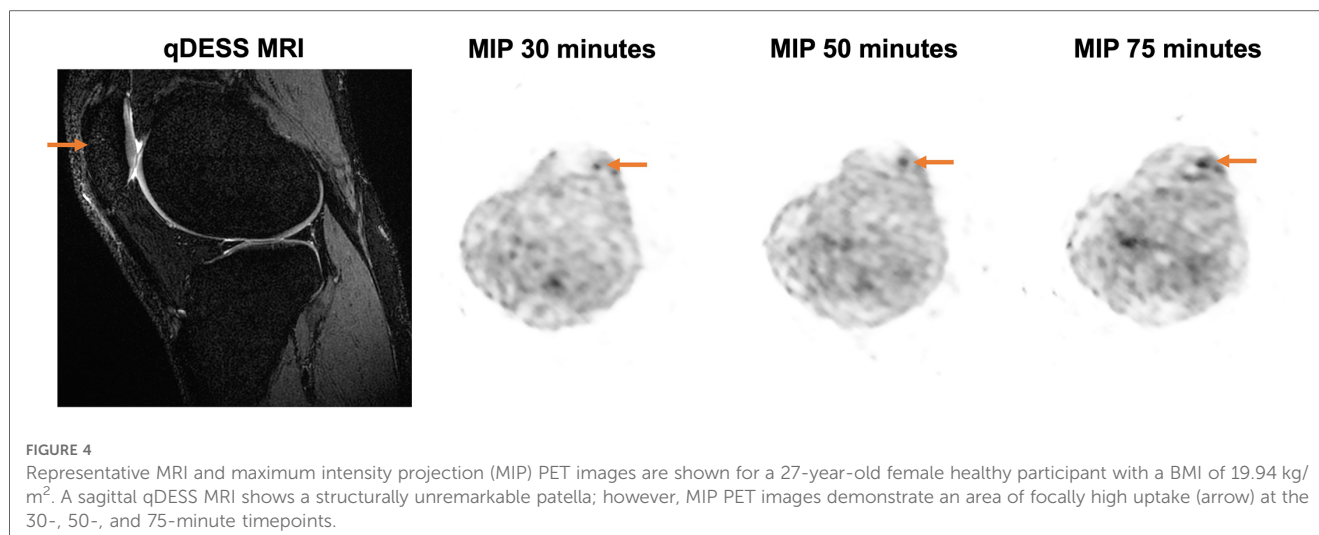 qDESS MRI
MIP 30 minutes
MIP 50 minutes
MIP 75 minutes
FIGURE 4
Representative MRI and maximum intensity projection (MIP) PET images are shown for a 27-year-old female healthy participant with a BMI of 19.94 kg/
m². A sagittal qDESS MRI shows a structurally unremarkable patella; however, MIP PET images demonstrate an area of focally high uptake (arrow) at the
30-, 50-, and 75-minute timepoints.